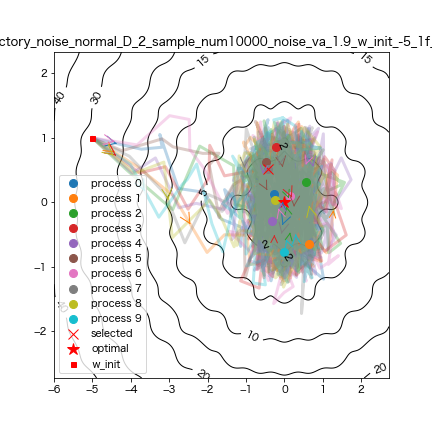 ctory_noise_normal_D_2_sample_num10000_noise_va_1.9_w_init_-5_1f_
15
15
40
30
5
2
2
2
10
20
20
2
1
0
−1
−2
process 0
process 1
process 2
process 3
process 4
process 5
process 6
process 7
process 8
process 9
selected
optimal
w_init
−6
−5
−4
−3
−2
−1
0
1
2